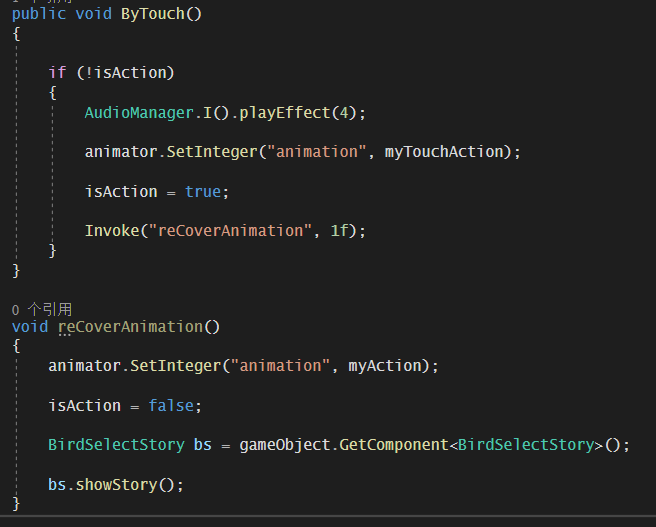 public void ByTouch()
{
if (!isAction)
{
AudioManager.I().playEffect(4);
animator.SetInteger("animation", myTouchAction);
isAction = true;
Invoke("reCoverAnimation", 1f);
}
}
0 个引用
void reCoverAnimation()
{
animator.SetInteger("animation", myAction);
isAction = false;
BirdSelectStory bs = gameObject.GetComponent<BirdSelectStory>();
bs.showStory();
}